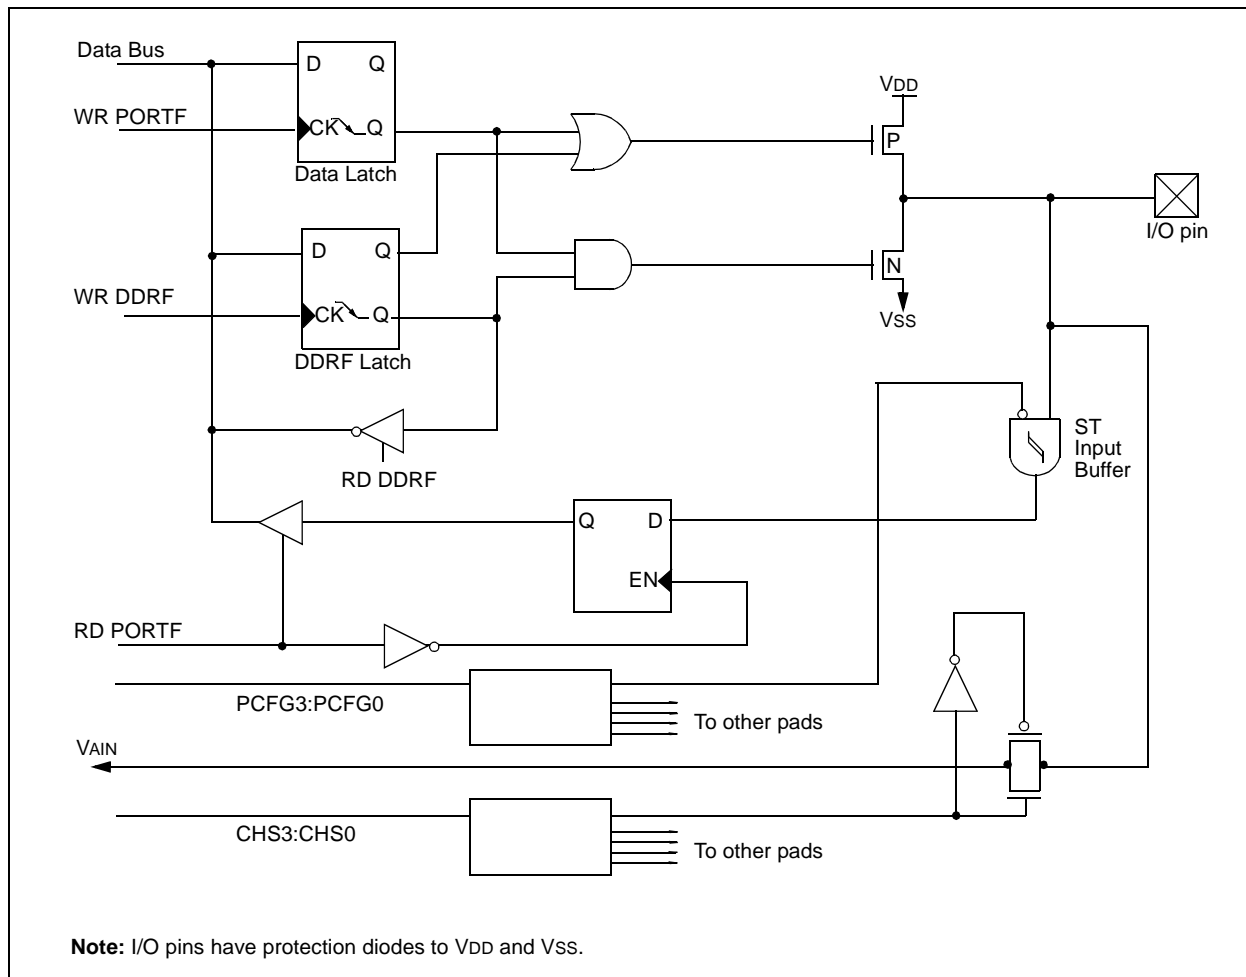 Data Bus
D Q
VDD
WR PORTF
CK Q
P
Data Latch
I/O pin
D Q
N
WR DDRF
CK Q
VSS
DDRF Latch
ST
Input
Buffer
RD DDRF
Q D
EN
RD PORTF
PCFG3:PCFG0
To other pads
VAIN
CHS3:CHS0
To other pads
Note: I/O pins have protection diodes to VDD and VSS.